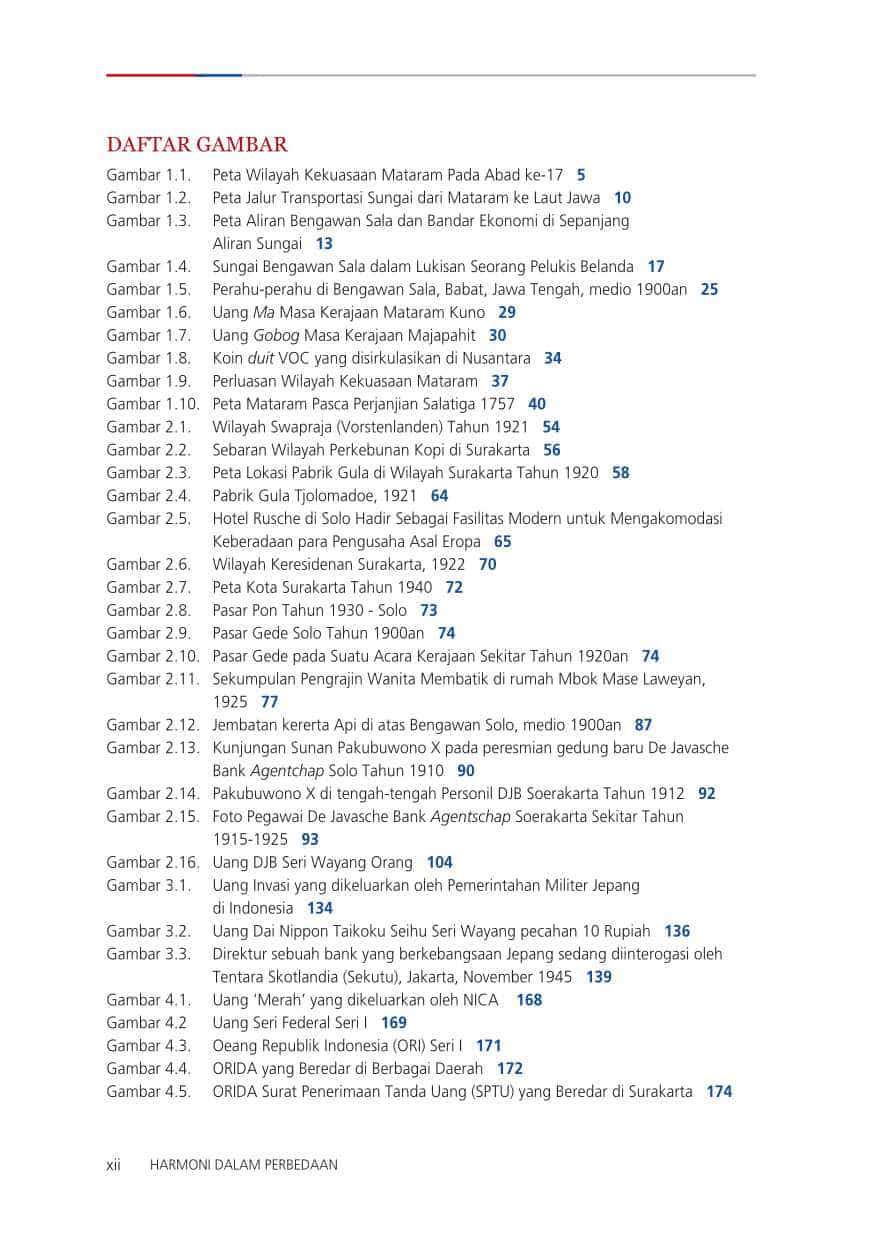 DAFTAR GAMBAR
Gambar 1.1. Peta Wilayah Kekuasaan Mataram Pada Abad ke-17 5
Gambar 1.2. Peta Jalur Transportasi Sungai dari Mataram ke Laut Jawa 10
Gambar 1.3. Peta Aliran Bengawan Sala dan Bandar Ekonomi di Sepanjang
Aliran Sungai 13
Gambar 1.4. Sungai Bengawan Sala dalam Lukisan Seorang Pelukis Belanda 17
Gambar 1.5. Perahu-perahu di Bengawan Sala, Babat, Jawa Tengah, medio 1900an 25
Gambar 1.6. Uang Ma Masa Kerajaan Mataram Kuno 29
Gambar 1.7. Uang Gobog Masa Kerajaan Majapahit 30
Gambar 1.8. Koin duit VOC yang disirkulasikan di Nusantara 34
Gambar 1.9. Perluasan Wilayah Kekuasaan Mataram 37
Gambar 1.10. Peta Mataram Pasca Perjanjian Salatiga 1757 40
Gambar 2.1. Wilayah Swapraja (Vorstenlanden) Tahun 1921 54
Gambar 2.2. Sebaran Wilayah Perkebunan Kopi di Surakarta 56
Gambar 2.3. Peta Lokasi Pabrik Gula di Wilayah Surakarta Tahun 1920 58
Gambar 2.4. Pabrik Gula Tjolomadoe, 1921 64
Gambar 2.5. Hotel Rusche di Solo Hadir Sebagai Fasilitas Modern untuk Mengakomodasi
Keberadaan para Pengusaha Asal Eropa 65
Gambar 2.6. Wilayah Keresidenan Surakarta, 1922 70
Gambar 2.7. Peta Kota Surakarta Tahun 1940 72
Gambar 2.8. Pasar Pon Tahun 1930 - Solo 73
Gambar 2.9. Pasar Gede Solo Tahun 1900an 74
Gambar 2.10. Pasar Gede pada Suatu Acara Kerajaan Sekitar Tahun 1920an 74
Gambar 2.11. Sekumpulan Pengrajin Wanita Membatik di rumah Mbok Mase Laweyan,
1925 77
Gambar 2.12. Jembatan kererta Api di atas Bengawan Solo, medio 1900an 87
Gambar 2.13. Kunjungan Sunan Pakubuwono X pada peresmian gedung baru De Javasche
Bank Agentchap Solo Tahun 1910 90
Gambar 2.14. Pakubuwono X di tengah-tengah Personil DJB Soerakarta Tahun 1912 92
Gambar 2.15. Foto Pegawai De Javasche Bank Agentschap Soerakarta Sekitar Tahun
1915-1925 93
Gambar 2.16. Uang DJB Seri Wayang Orang 104
Gambar 3.1. Uang Invasi yang dikeluarkan oleh Pemerintahan Militer Jepang
di Indonesia 134
Gambar 3.2. Uang Dai Nippon Taikoku Seihu Seri Wayang pecahan 10 Rupiah 136
Gambar 3.3. Direktur sebuah bank yang berkebangsaan Jepang sedang diinterogasi oleh
Tentara Skotlandia (Sekutu), Jakarta, November 1945 139
Gambar 4.1. Uang ‘Merah’ yang dikeluarkan oleh NICA 168
Gambar 4.2 Uang Seri Federal Seri I 169
Gambar 4.3. Oeang Republik Indonesia (ORI) Seri I 171
Gambar 4.4. ORIDA yang Beredar di Berbagai Daerah 172
Gambar 4.5. ORIDA Surat Penerimaan Tanda Uang (SPTU) yang Beredar di Surakarta 174
xii HARMONI DALAM PERBEDAAN